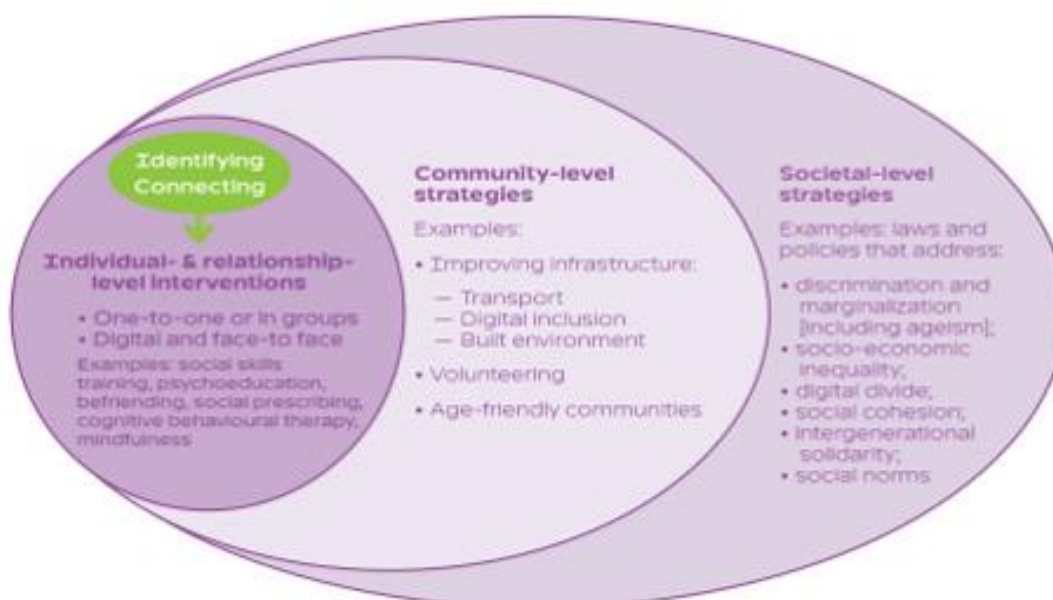 Identifying
Connecting
Individual- & relationship-
level interventions
• One-to-one or in groups
• Digital and face-to face
Examples: social skills
training, psychoeducation,
befriending, social prescribing,
cognitive behavioural therapy,
mindfulness
Community-level
strategies
Examples:
• Improving infrastructure:
— Transport
— Digital inclusion
— Built environment
• Volunteering
• Age-friendly communities
Societal-level
strategies
Examples: laws and
policies that address:
• discrimination and
marginalization
[including ageism];
• socio-economic
inequality;
• digital divide;
• social cohesion;
• intergenerational
solidarity;
• social norms